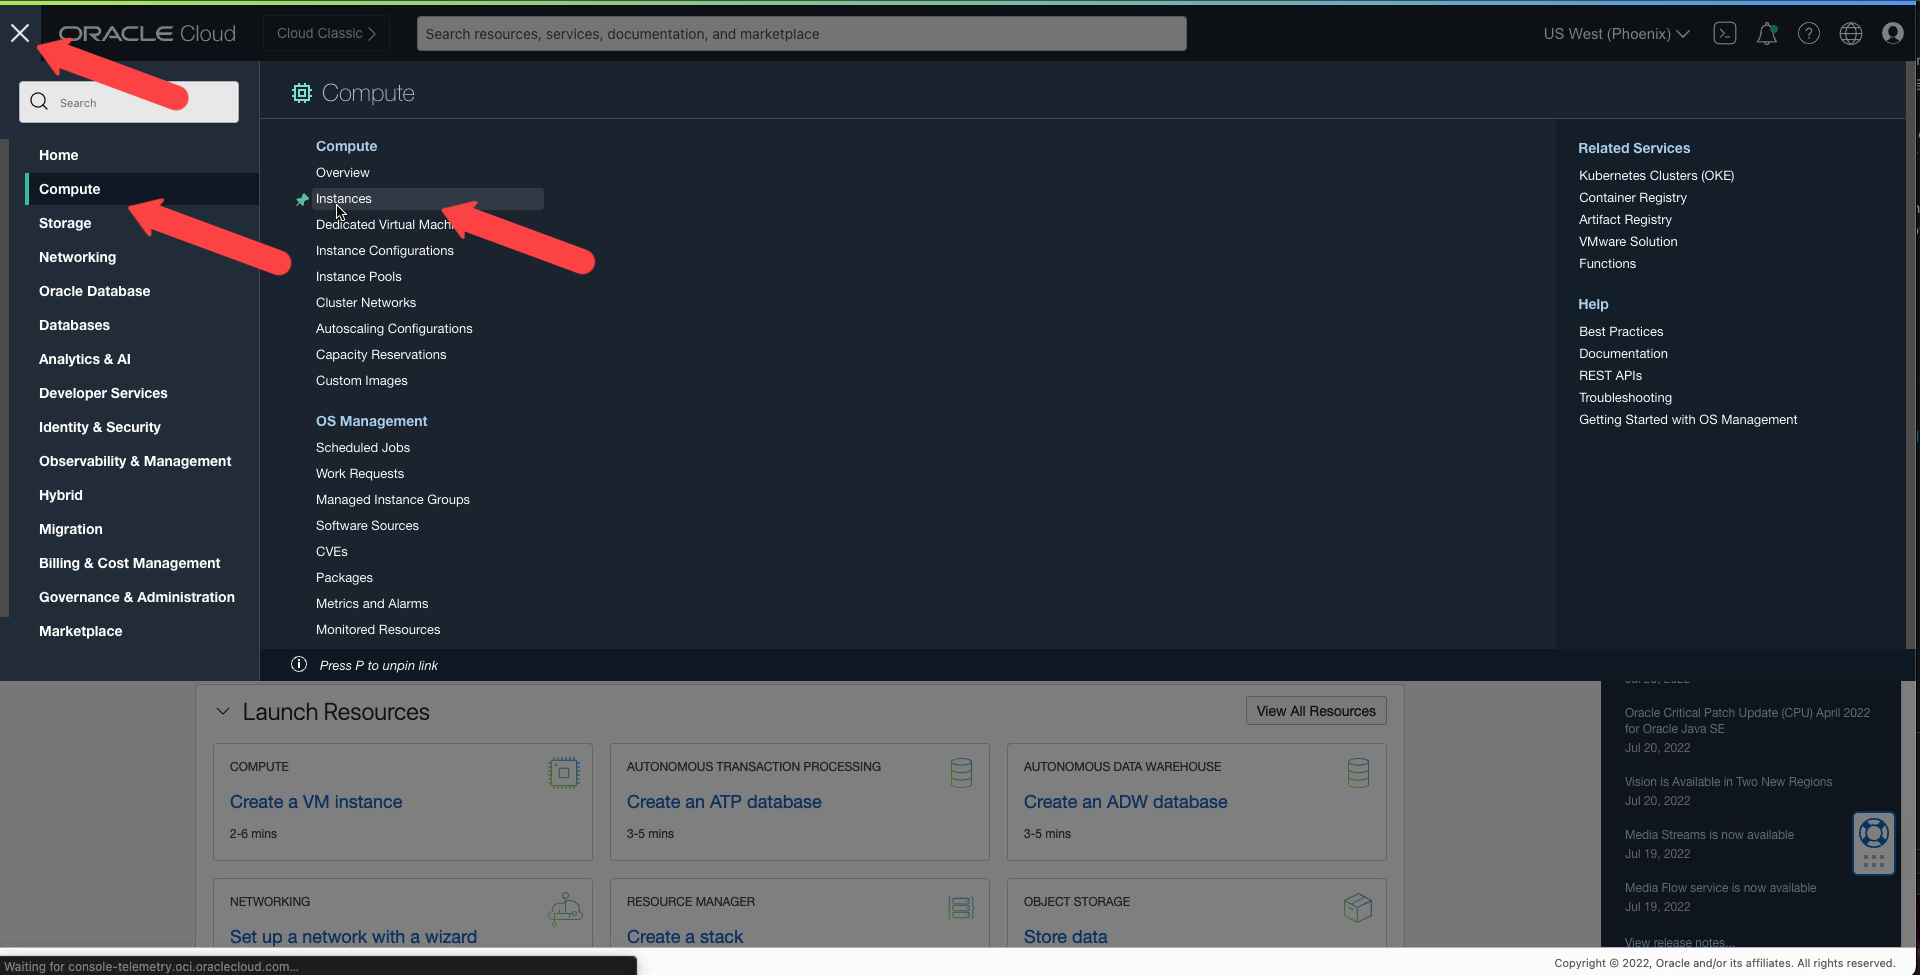 ORACLE Cloud
Cloud Classic
Search resources, services, documentation, and marketplace
US West (Phoenix)
Search
Home
Compute
Storage
Networking
Oracle Database
Databases
Analytics & AI
Developer Services
Identity & Security
Observability & Management
Hybrid
Migration
Billing & Cost Management
Governance & Administration
Marketplace
Compute
Compute
Overview
Instances
Dedicated Virtual
Instance Configurations
Instance Pools
Cluster Networks
Autoscaling Configurations
Capacity Reservations
Custom Images
OS Management
Scheduled Jobs
Work Requests
Managed Instance Groups
Software Sources
CVEs
Packages
Metrics and Alarms
Monitored Resources
Press P to unpin link
Related Services
Kubernetes Clusters (OKE)
Container Registry
Artifact Registry
VMware Solution
Functions
Help
Best Practices
Documentation
REST APIs
Troubleshooting
Getting Started with OS Management
Launch Resources
View All Resources
COMPUTE
Create a VM instance
2-6 mins
AUTONOMOUS TRANSACTION PROCESSING
Create an ATP database
3-5 mins
AUTONOMOUS DATA WAREHOUSE
Create an ADW database
3-5 mins
NETWORKING
Set up a network with a wizard
RESOURCE MANAGER
Create a stack
OBJECT STORAGE
Store data
Oracle Critical Patch Update (CPU) April 2022
for Oracle Java SE
Jul 20, 2022
Vision is Available in Two New Regions
Jul 20, 2022
Media Streams is now available
Jul 19, 2022
Media Flow service is now available
Jul 19, 2022
View release notes...
Waiting for console-telemetry.oci.oraclecloud.com...
Copyright © 2022, Oracle and/or its affiliates. All rights reserved.